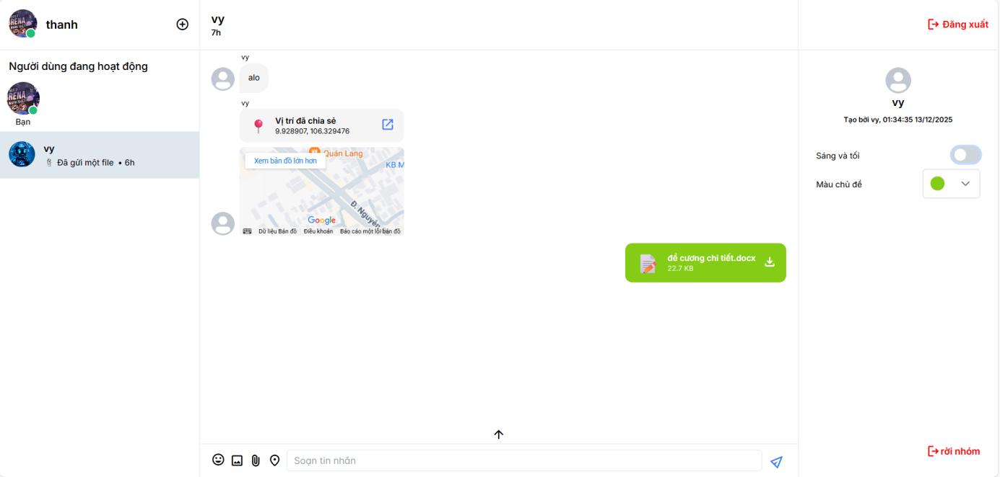 thanh
Người dùng đang hoạt động
Bạn
vy
Đã gửi một file • 6h
vy
7h
vy
alo
vy
Vị trí đã chia sẻ
9.928907, 106.329476
Quán Lang
Xem bản đồ lớn hơn
KB M
Đ. Nguyễn
Google
Dữ liệu Bản đồ Điều khoản Báo cáo một lỗi bản đồ
đề cương chi tiết.docx
22.7 KB
Soạn tin nhắn
Đăng xuất
vy
Tạo bởi vy, 01:34:35 13/12/2025
Sáng và tối
Màu chủ đề
rời nhóm